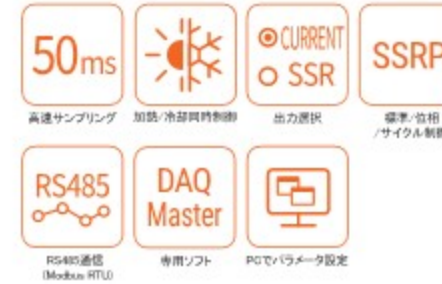 50ms
CURRENT
SSR
SSRP
高速サンプリング
加熱/冷却同時制御
出力選択
標準/位相
/サイクル制御
RS485
DAQ
Master
RS485通信
(Modbus RTU)
専用ソフト
PCでパラメータ設定